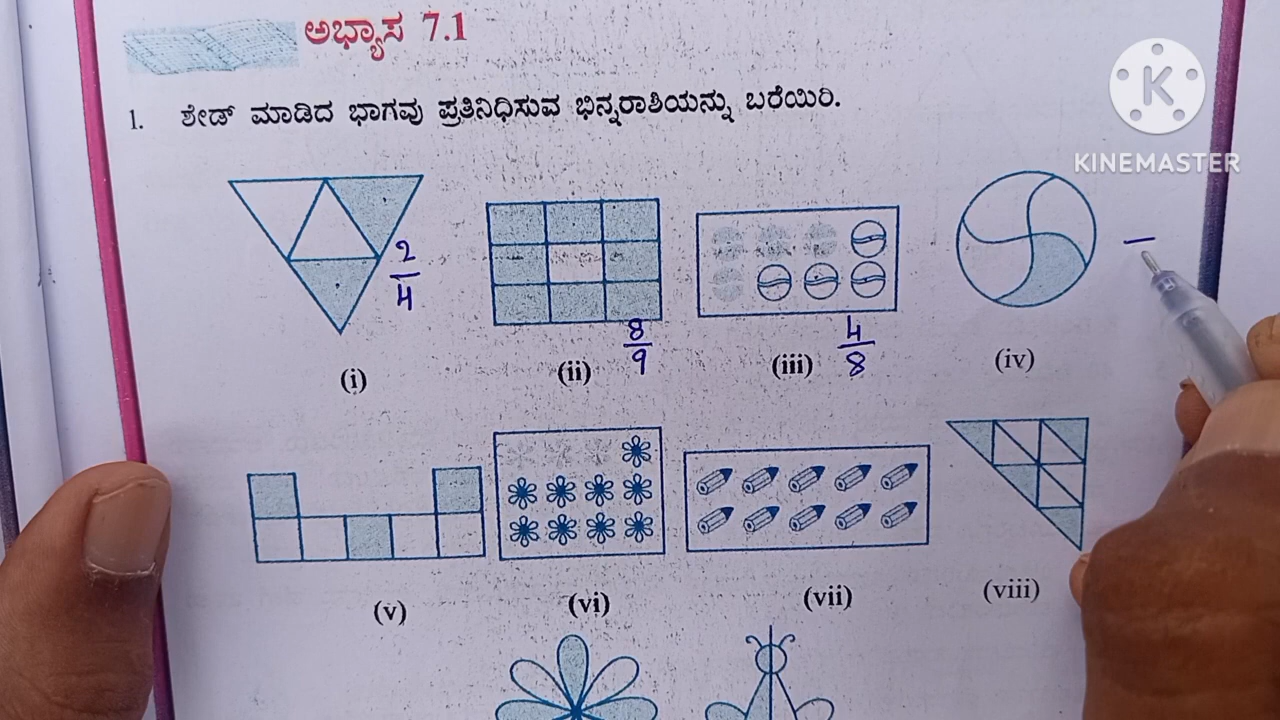 ಅಭ್ಯಾಸ 7.1
1. ಶೇಡ್ ಮಾಡಿದ ಭಾಗವು ಪ್ರತಿನಿಧಿಸುವ ಭಿನ್ನರಾಶಿಯನ್ನು ಬರೆಯಿರಿ.
K
KINEMASTER
2/4
8/9
4/8
(i) (ii) (iii) (iv)
(v) (vi) (vii) (viii)